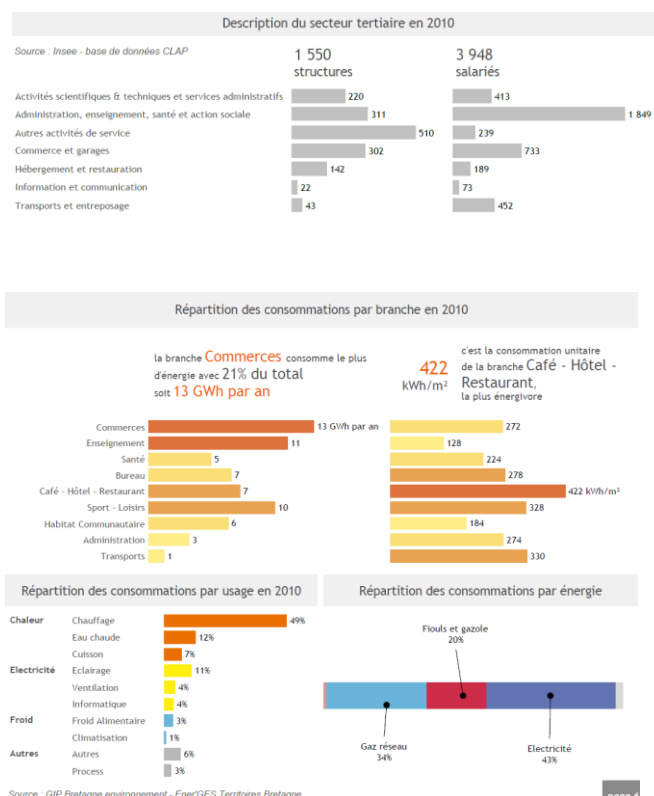 Description du secteur tertiaire en 2010
Source : Insee - base de données CLAP
1 550
structures
3 948
salariés
Activités scientifiques & techniques et services administratifs 220 413
Administration, enseignement, santé et action sociale 311 1 849
Autres activités de service 510 239
Commerce et garages 302 733
Hébergement et restauration 142 189
Information et communication 22 73
Transports et entreposage 43 452
Répartition des consommations par branche en 2010
la branche Commerces consomme le plus
d'énergie avec 21% du total
soit 13 GWh par an
422
kWh/m²
c'est la consommation unitaire
de la branche Café - Hôtel -
Restaurant,
la plus énergivore
Commerces 13 GWh par an 272
Enseignement 11 128
Santé 5 224
Bureau 7 278
Café - Hôtel - Restaurant 7 422 kWh/m²
Sport - Loisirs 10 328
Habitat Communautaire 6 184
Administration 3 274
Transports 1 330
Répartition des consommations par usage en 2010
Chaleur Chauffage 49%
Eau chaude 12%
Cuisson 7%
Electricité Eclairage 11%
Ventilation 4%
Informatique 4%
Froid Froid Alimentaire 3%
Climatisation 1%
Autres Autres 6%
Process 3%
Répartition des consommations par énergie
Fiouls et gazole
20%
Gaz réseau
34%
Electricité
43%
Source : GIP Bretagne environnement - Ener'GES Territoires Bretagne